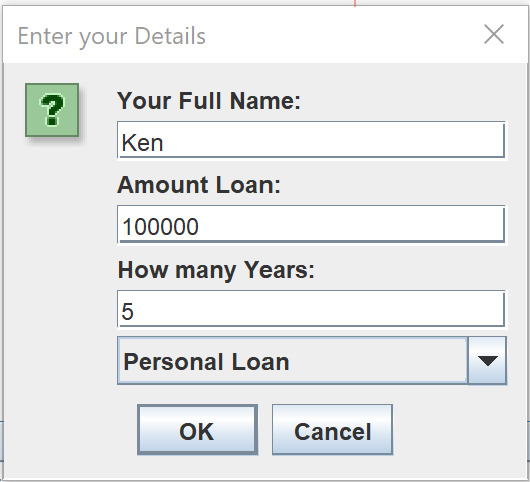 Enter your Details
?
Your Full Name:
Ken
Amount Loan:
100000
How many Years:
5
Personal Loan
OK Cancel